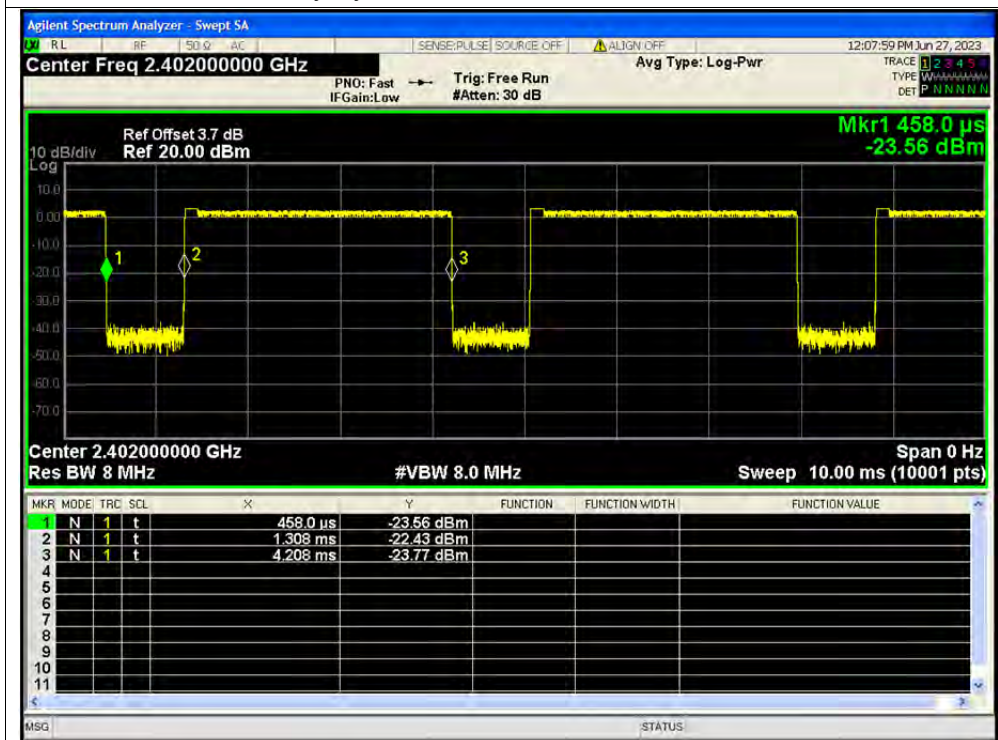 Agilent Spectrum Analyzer - Swept SA
LXI RL RF 50 Ω AC SENSE:PULSE SOURCE OFF ALIGN OFF 12:07:59 PM Jun 27, 2023
Center Freq 2.402000000 GHz Avg Type: Log-Pwr TRACE 1 2 3 4 5 6
PNO: Fast Trig: Free Run TYPE
IFGain:Low #Atten: 30 dB DET P N N N N N
Mkr1 458.0 µs
Ref Offset 3.7 dB
10 dB/div Ref 20.00 dBm -23.56 dBm
Log
10.0
0.00
-10.0
1 2 3
-20.0
-30.0
-40.0
-50.0
-60.0
-70.0
Center 2.402000000 GHz Span 0 Hz
Res BW 8 MHz #VBW 8.0 MHz Sweep 10.00 ms (10001 pts)
MKR MODE TRC SCL X Y FUNCTION FUNCTION WIDTH FUNCTION VALUE
1 N 1 t 458.0 µs -23.56 dBm
2 N 1 t 1.308 ms -22.43 dBm
3 N 1 t 4.208 ms -23.77 dBm
4
5
6
7
8
9
10
11
MSG STATUS